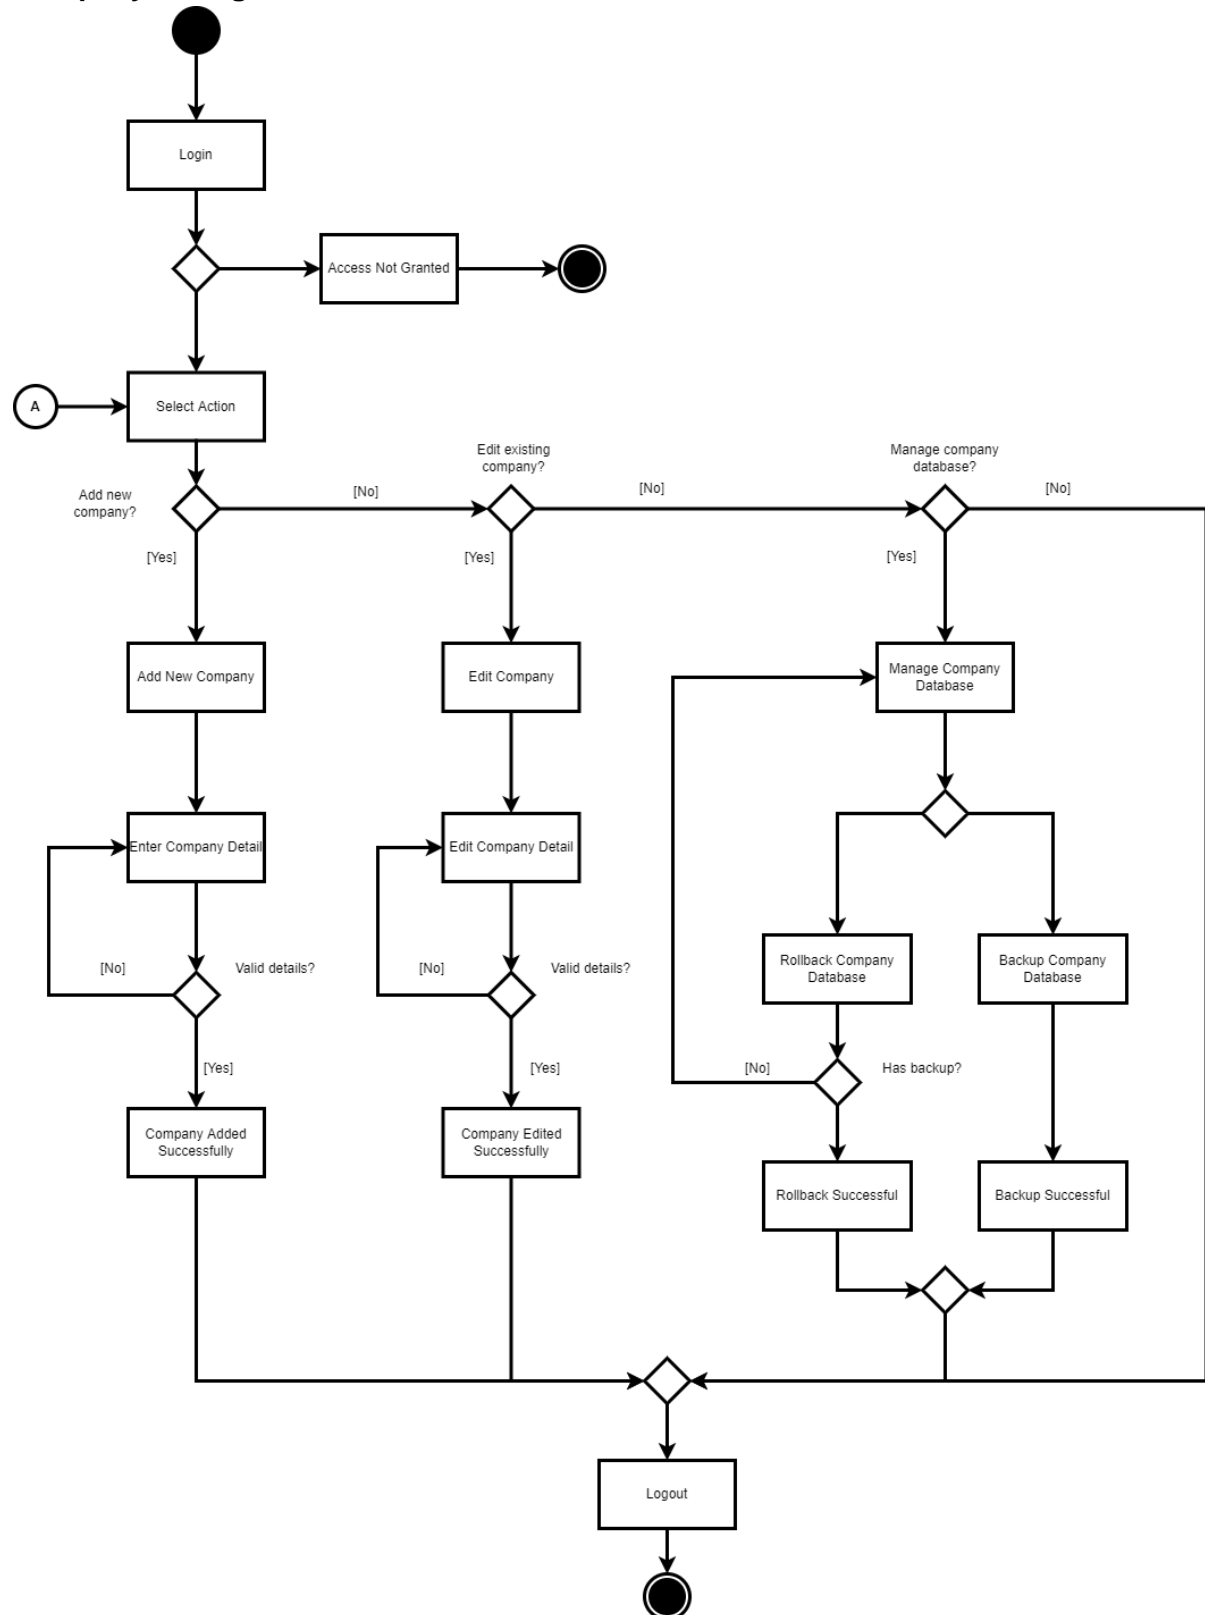 Login
Access Not Granted
A
Select Action
Edit existing
company?
Manage company
database?
Add new
company?
[No]
[No]
[No]
[Yes]
[Yes]
[Yes]
Add New Company
Edit Company
Manage Company
Database
Enter Company Detail
Edit Company Detail
[No]
Valid details?
[No]
Valid details?
Rollback Company
Database
Backup Company
Database
[Yes]
[Yes]
[No]
Has backup?
Company Added
Successfully
Company Edited
Successfully
Rollback Successful
Backup Successful
Logout